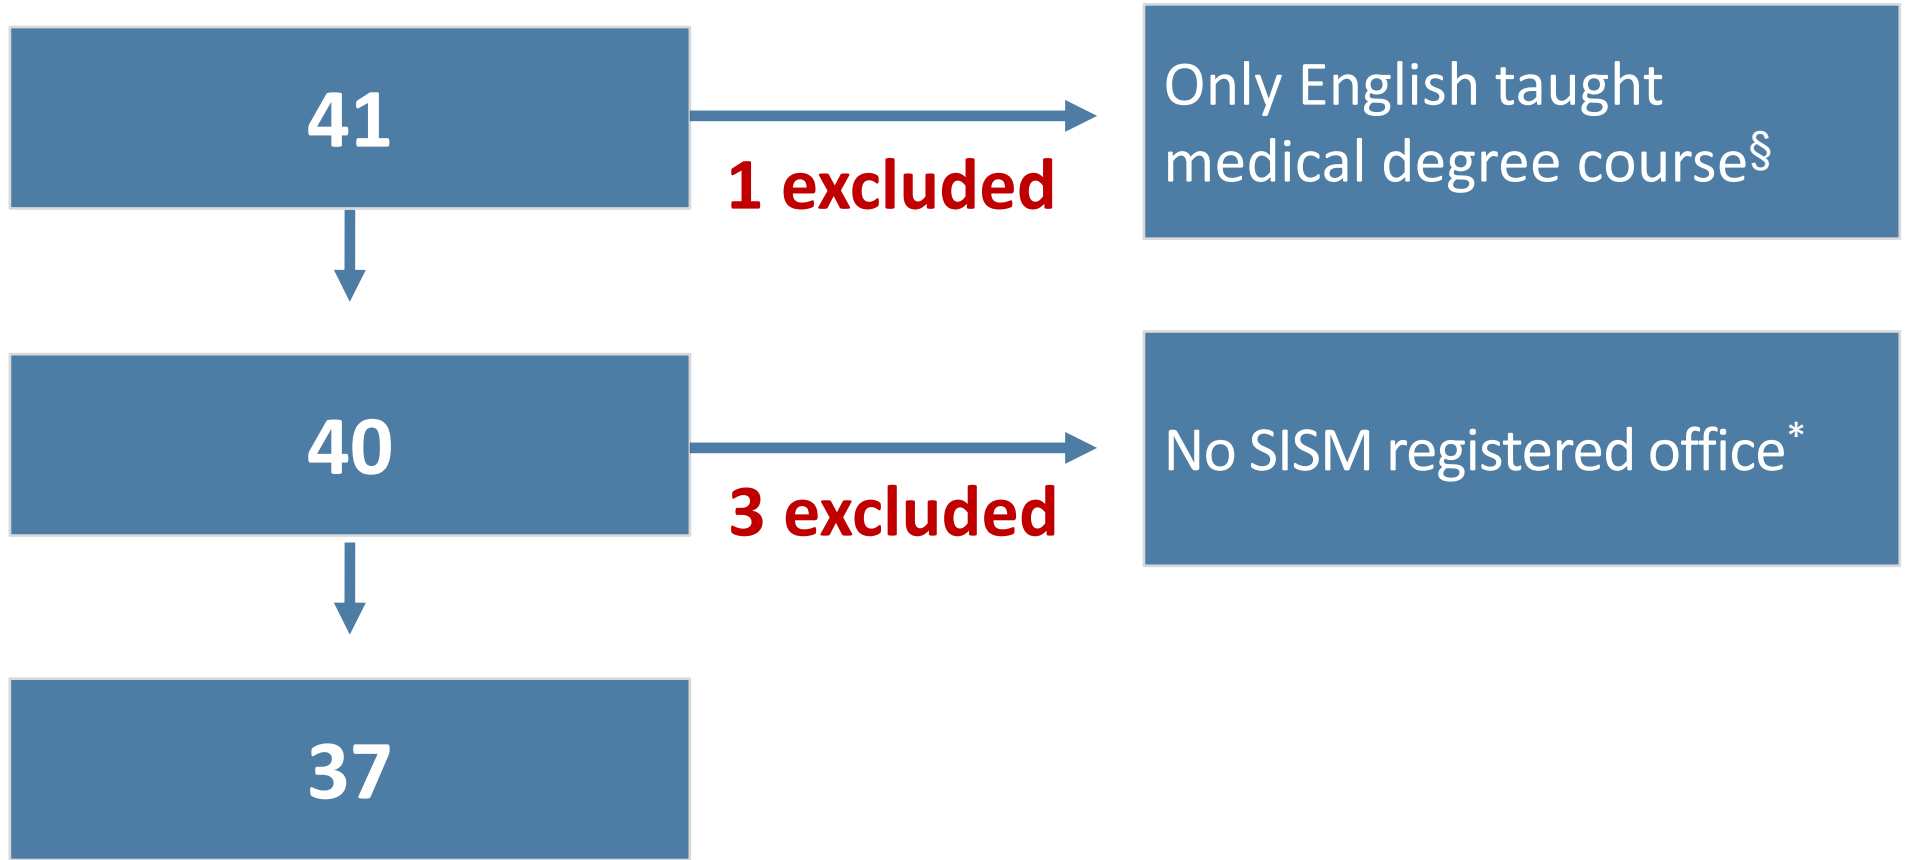 41
1 excluded
Only English taught
medical degree course§
40
3 excluded
No SISM registered office*
37